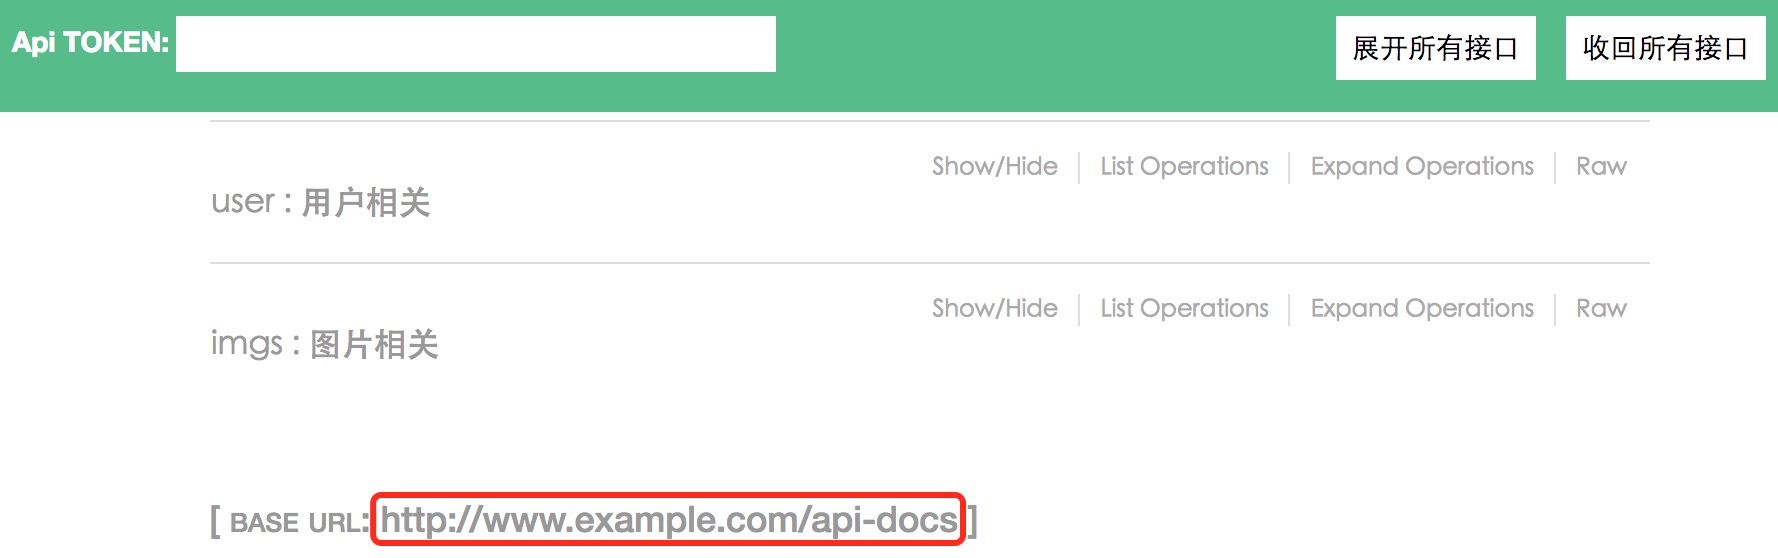 Api TOKEN: 展开所有接口 收回所有接口
Show/Hide List Operations Expand Operations Raw
user : 用户相关
Show/Hide List Operations Expand Operations Raw
imgs : 图片相关
[ BASE URL: http://www.example.com/api-docs ]